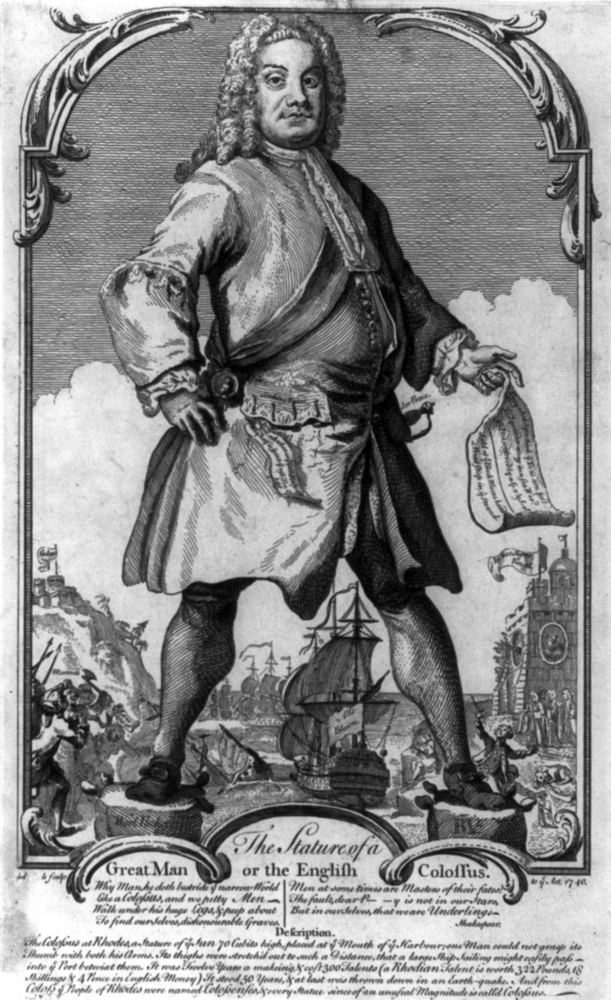 for Peace.
Marines
All's
Blown.
Wool Pack
The Stature of a
Great Man or the Engliſh Coloſſus.
to yᵉ Act. 1740.
Why Man, he doth bestride yᵉ narrow World
Like a Coloſsus, and we petty Men
Walk under his huge Legs, & peep about
To find ourſelves, dishonourable Graves.
Men at some times are Masters of their fates:
The fault, dear P— —y is not in our Stars,
But in ourſelves, that we are Underlings.
Shakespear.
Deſcription.
The Coloſsus at Rhodes, a Stature of yᵉ Sun 70 Cubits high, placed at yᵉ Mouth of yᵉ Harbour; one Man could not grasp its
Thumb with both his Arms. Its thighs were stretch'd out to such a Distance, that a large Ship Sailing might easily paſs
into yᵉ Port betwixt them. It was Twelve Years a making, & cost 300 Talents (a Rhodian Talent is worth 322 Pounds, 18
Shillings & 4 Pence in English Money) It stood 50 Years, & at last was thrown down in an Earth-quake. And from this
Coloſs yᵉ People of Rhodes were named Coloſsenſes, & every Statue since of an unuſual Magnitude is call'd Coloſsus.